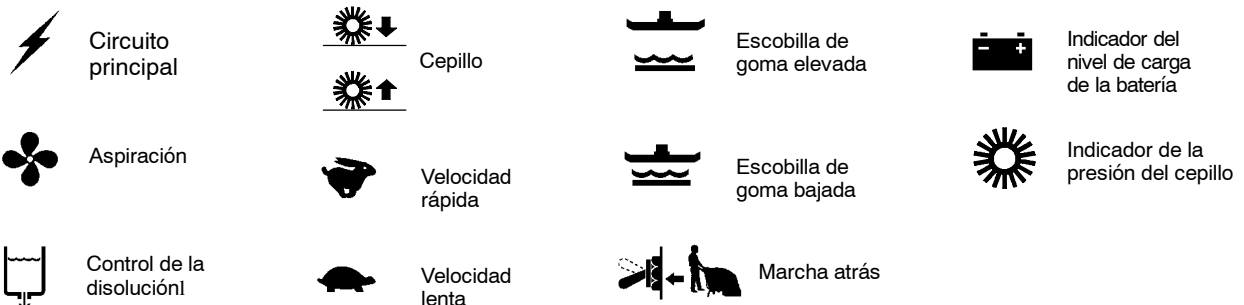 Circuito
principal
Aspiración
Control de la
disolución1
Cepillo
Velocidad
rápida
Velocidad
lenta
Escobilla de
goma elevada
Escobilla de
goma bajada
Marcha atrás
Indicador del
nivel de carga
de la batería
Indicador de la
presión del cepillo